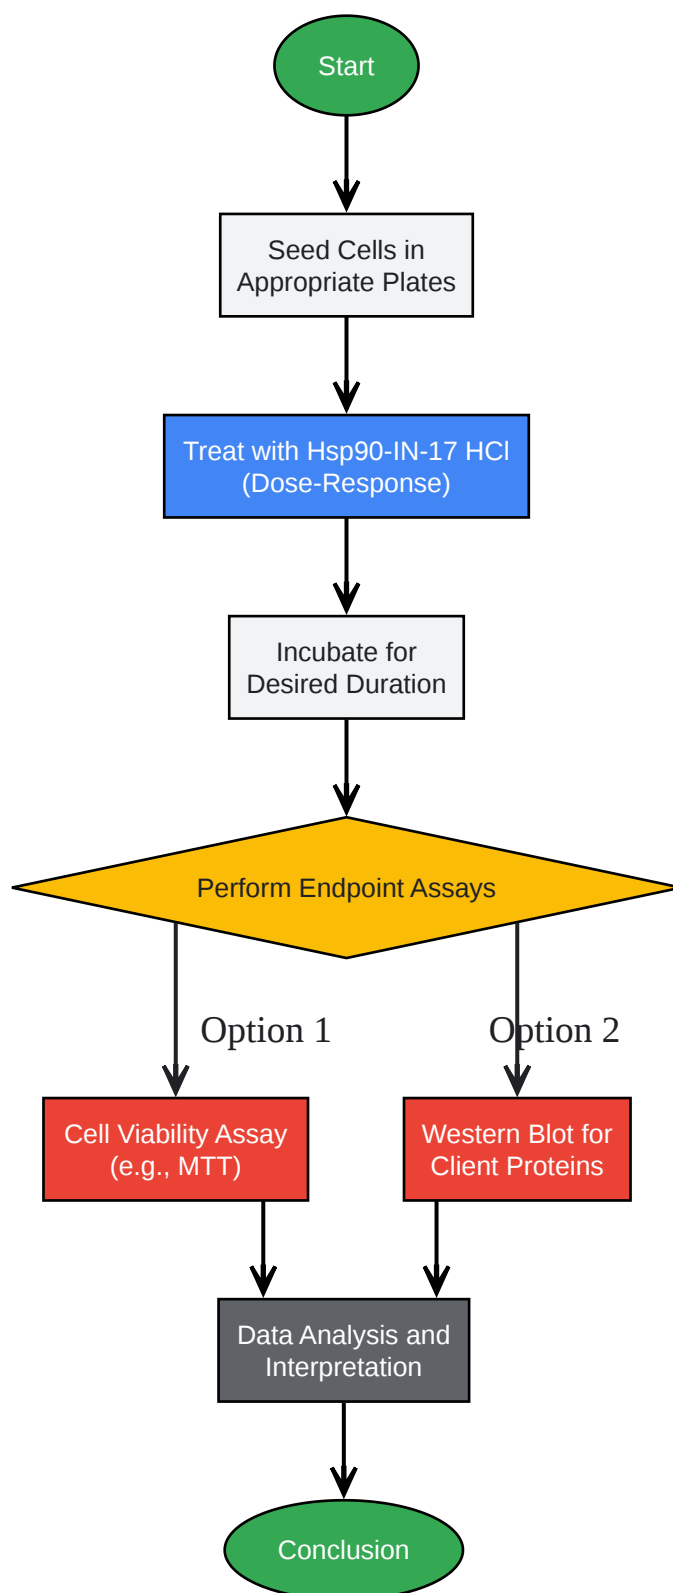 Start
Seed Cells in
Appropriate Plates
Treat with Hsp90-IN-17 HCl
(Dose-Response)
Incubate for
Desired Duration
Perform Endpoint Assays
Option 1
Option 2
Cell Viability Assay
(e.g., MTT)
Western Blot for
Client Proteins
Data Analysis and
Interpretation
Conclusion